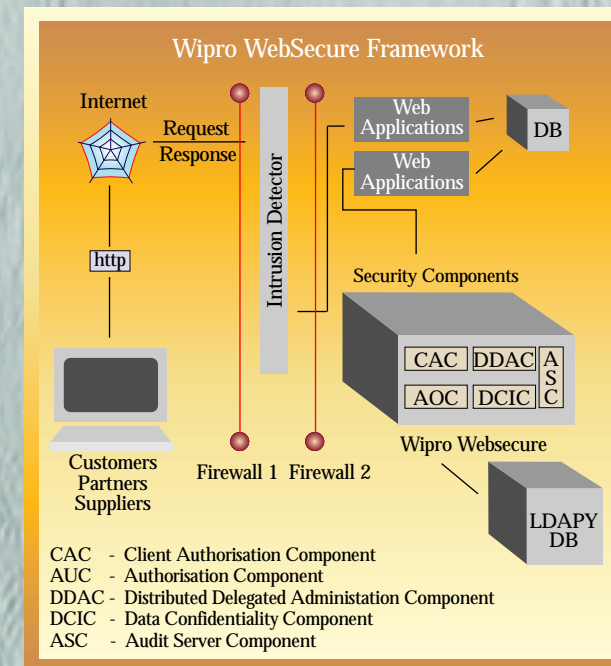 Wipro WebSecure Framework
Internet
Request
Response
http
Customers
Partners
Suppliers
Intrusion Detector
Firewall 1
Firewall 2
Web
Applications
Web
Applications
DB
Security Components
CAC
DDAC
ASC
AOC
DCIC
Wipro Websecure
LDAPY
DB
CAC - Client Authorisation Component
AUC - Authorisation Component
DDAC - Distributed Delegated Administation Component
DCIC - Data Confidentiality Component
ASC - Audit Server Component